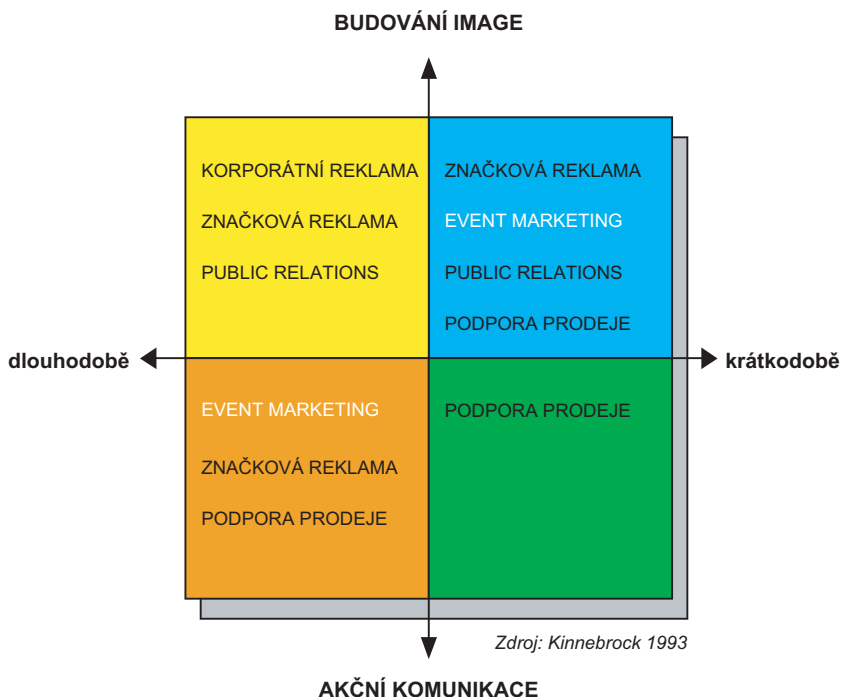 BUDOVÁNÍ IMAGE
KORPORÁTNÍ REKLAMA
ZNAČKOVÁ REKLAMA
PUBLIC RELATIONS
ZNAČKOVÁ REKLAMA
EVENT MARKETING
PUBLIC RELATIONS
PODPORA PRODEJE
dlouhodobě
krátkodobě
EVENT MARKETING
ZNAČKOVÁ REKLAMA
PODPORA PRODEJE
PODPORA PRODEJE
Zdroj: Kinnebrock 1993
AKČNÍ KOMUNIKACE